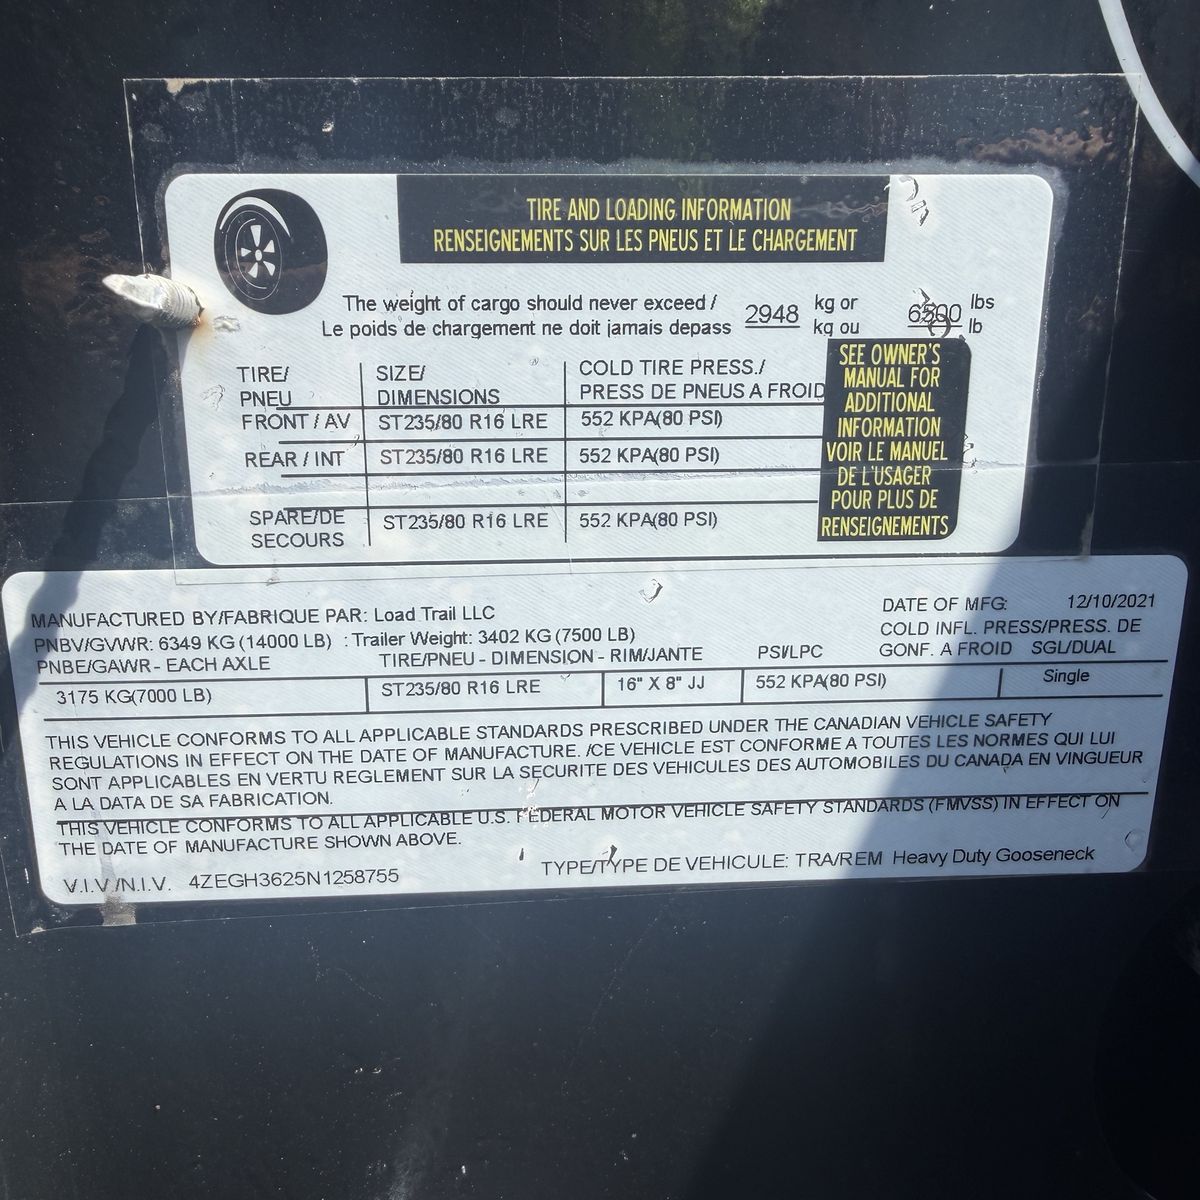 TIRE AND LOADING INFORMATION
RENSEIGNEMENTS SUR LES PNEUS ET LE CHARGEMENT
The weight of cargo should never exceed / 2948 kg or 6500 lbs
Le poids de chargement ne doit jamais depass kg ou lb
TIRE/ SIZE/ COLD TIRE PRESS./
PNEU DIMENSIONS PRESS DE PNEUS A FROID
FRONT / AV ST235/80 R16 LRE 552 KPA(80 PSI)
REAR / INT ST235/80 R16 LRE 552 KPA(80 PSI)
SPARE/DE ST235/80 R16 LRE 552 KPA(80 PSI)
SECOURS
SEE OWNER'S
MANUAL FOR
ADDITIONAL
INFORMATION
VOIR LE MANUEL
DE L'USAGER
POUR PLUS DE
RENSEIGNEMENTS
MANUFACTURED BY/FABRIQUE PAR: Load Trail LLC DATE OF MFG: 12/10/2021
PNBV/GVWR: 6349 KG (14000 LB) : Trailer Weight: 3402 KG (7500 LB) COLD INFL. PRESS/PRESS. DE
PNBE/GAWR- EACH AXLE TIRE/PNEU - DIMENSION - RIM/JANTE PSI/LPC GONF. A FROID SGL/DUAL
3175 KG(7000 LB) ST235/80 R16 LRE 16" X 8" JJ 552 KPA(80 PSI) Single
THIS VEHICLE CONFORMS TO ALL APPLICABLE STANDARDS PRESCRIBED UNDER THE CANADIAN VEHICLE SAFETY
REGULATIONS IN EFFECT ON THE DATE OF MANUFACTURE. /CE VEHICULE EST CONFORME A TOUTES LES NORMES QUI LUI
SONT APPLICABLES EN VERTU REGLEMENT SUR LA SECURITE DES VEHICULES DES AUTOMOBILES DU CANADA EN VINGUEUR
A LA DATA DE SA FABRICATION.
THIS VEHICLE CONFORMS TO ALL APPLICABLE U.S. FEDERAL MOTOR VEHICLE SAFETY STANDARDS (FMVSS) IN EFFECT ON
THE DATE OF MANUFACTURE SHOWN ABOVE.
V.I.V/N.I.V. 4ZEGH3625N1258755 TYPE/TYPE DE VEHICULE: TRA/REM Heavy Duty Gooseneck